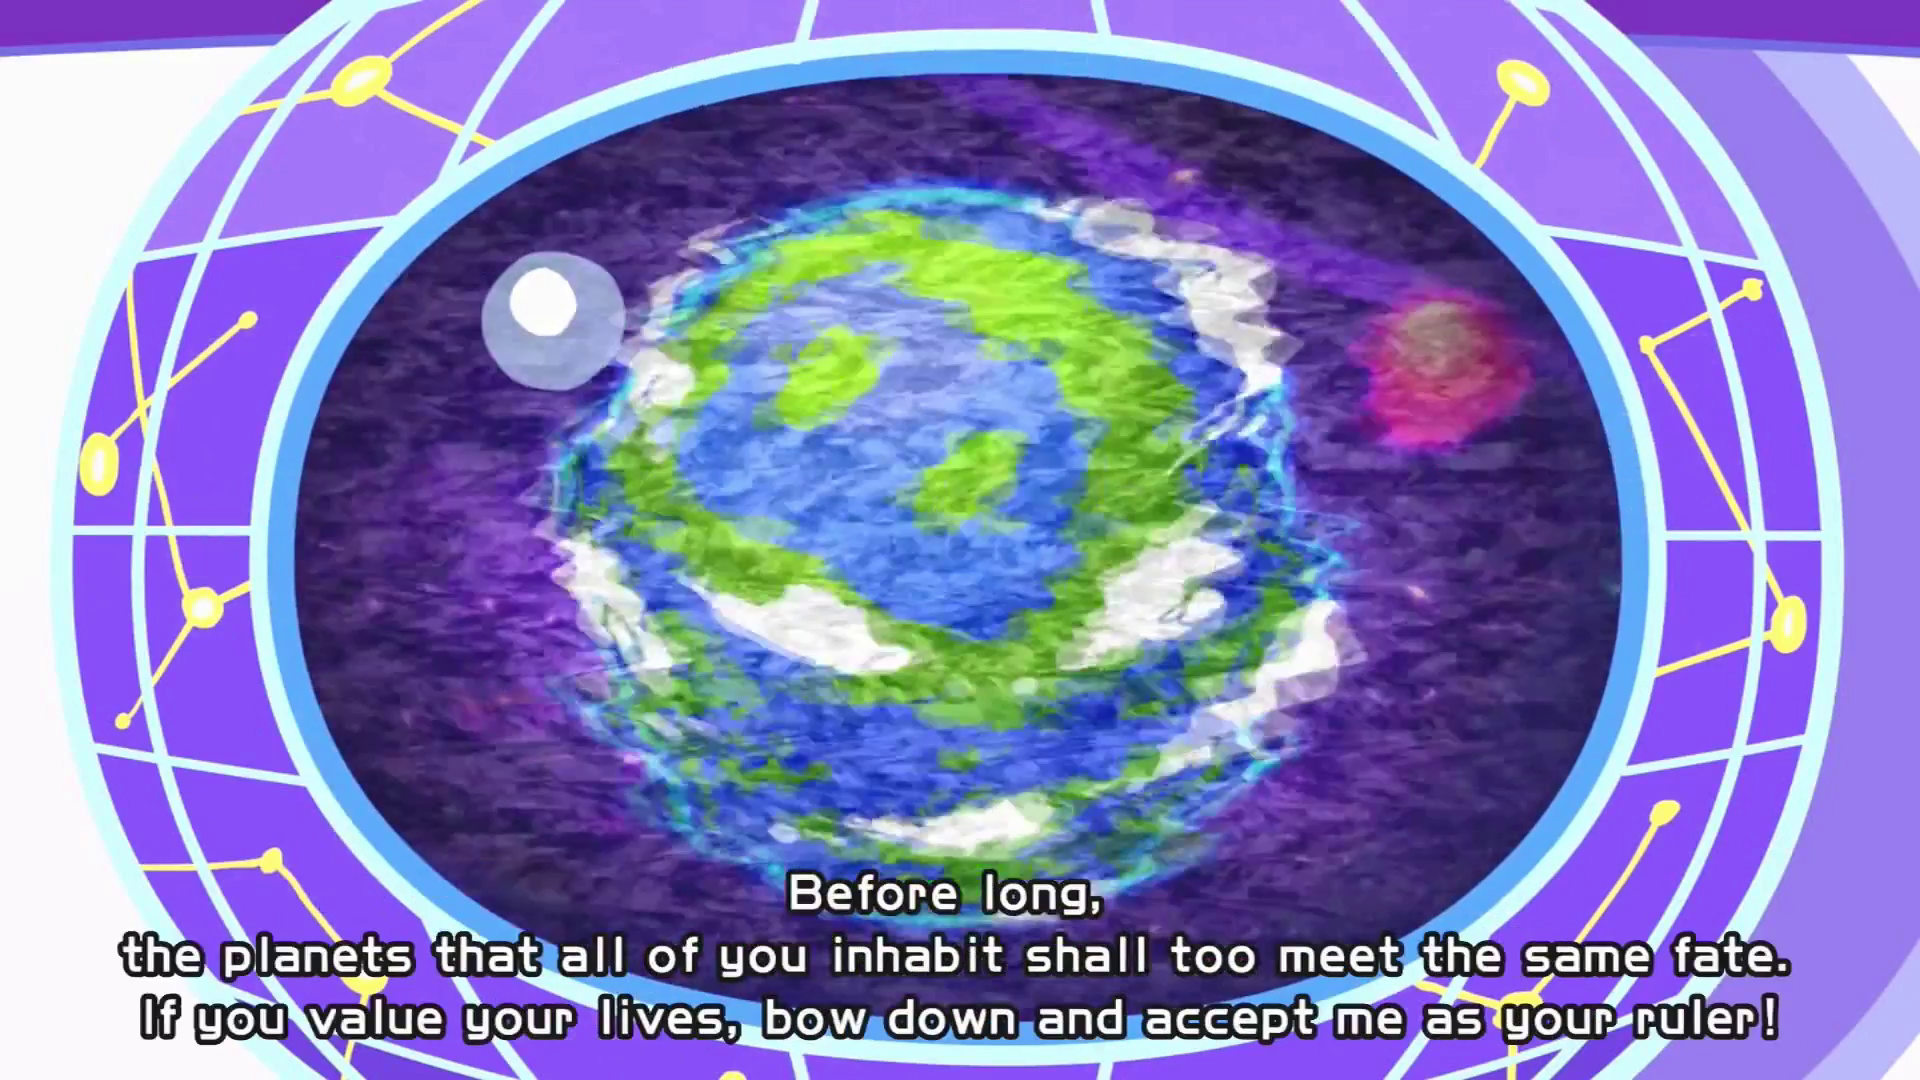 Before long,
the planets that all of you inhabit shall too meet the same fate.
If you value your lives, bow down and accept me as your ruler!